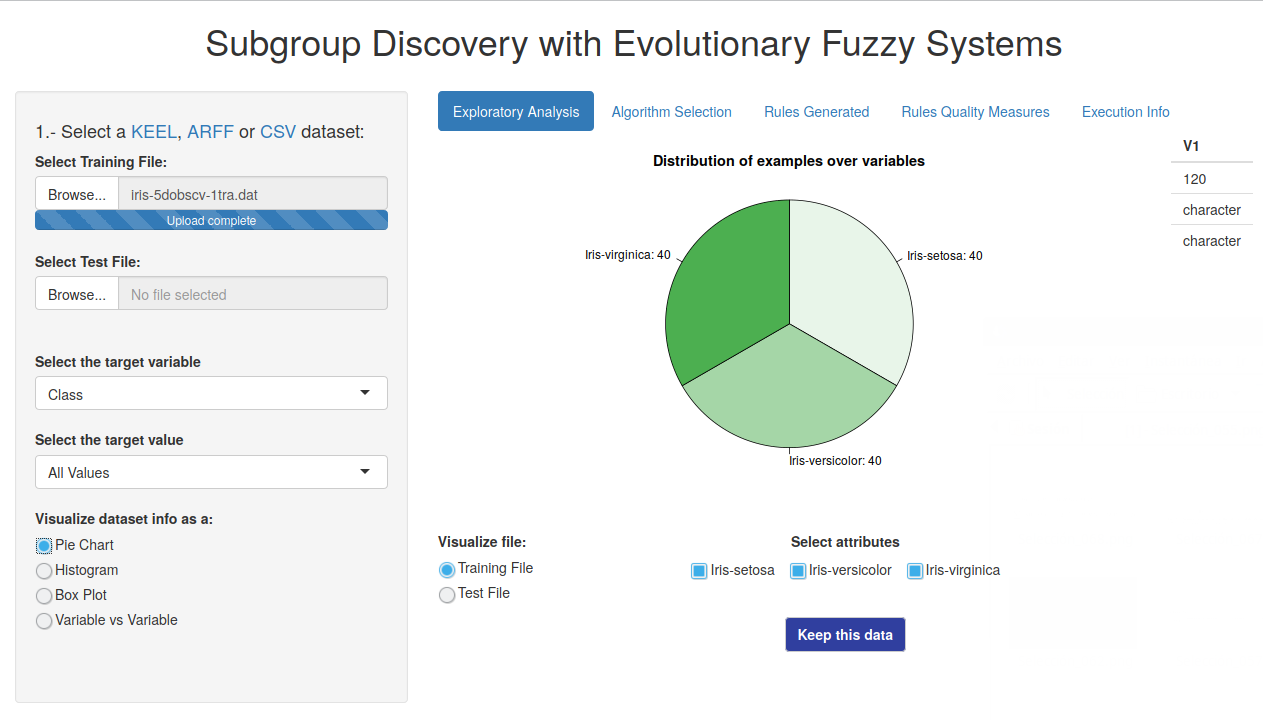 Subgroup Discovery with Evolutionary Fuzzy Systems
1.- Select a KEEL, ARFF or CSV dataset:
Select Training File:
Browse... iris-5dobscv-1tra.dat
Upload complete
Select Test File:
Browse... No file selected
Select the target variable
Class
Select the target value
All Values
Visualize dataset info as a:
Pie Chart
Histogram
Box Plot
Variable vs Variable
Exploratory Analysis Algorithm Selection Rules Generated Rules Quality Measures Execution Info
Distribution of examples over variables
Iris-virginica: 40
Iris-setosa: 40
Iris-versicolor: 40
V1
120
character
character
Visualize file:
Training File
Test File
Select attributes
Iris-setosa Iris-versicolor Iris-virginica
Keep this data